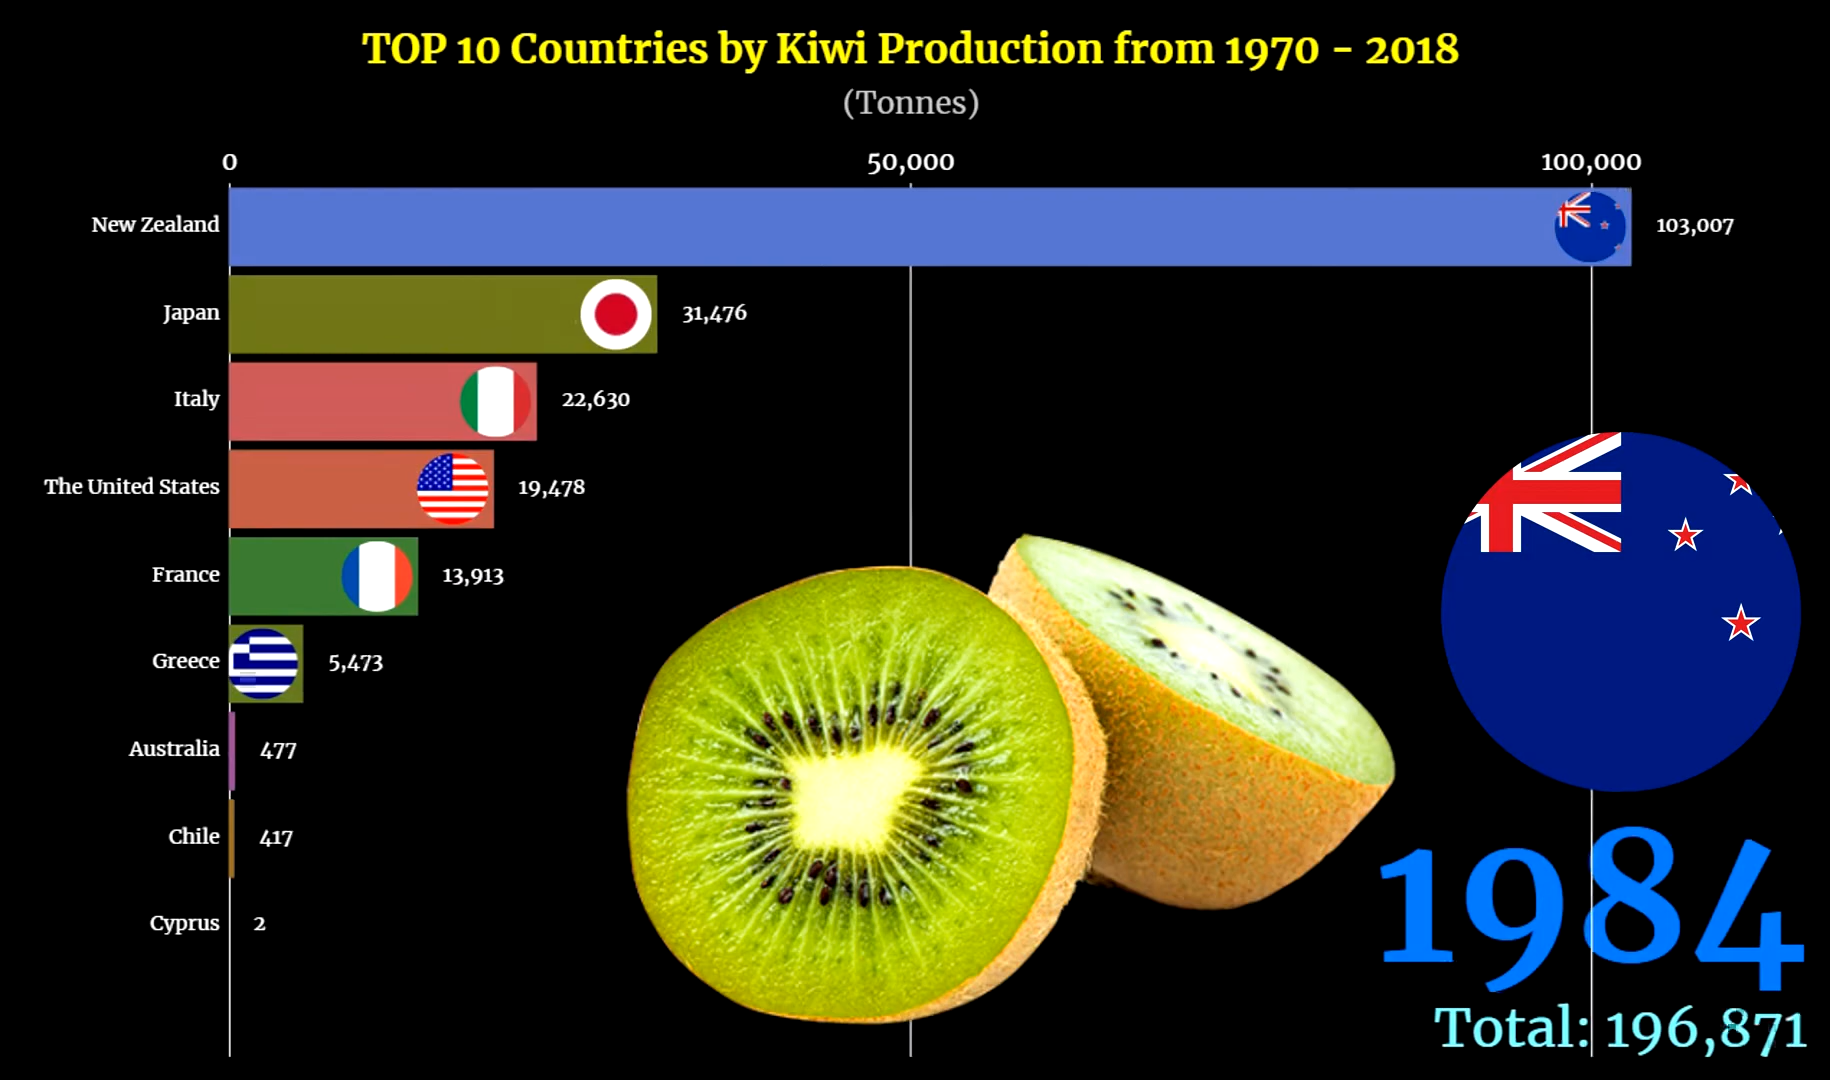 TOP 10 Countries by Kiwi Production from 1970 - 2018
(Tonnes)
0 50,000 100,000
New Zealand 103,007
Japan 31,476
Italy 22,630
The United States 19,478
France 13,913
Greece 5,473
Australia 477
Chile 417
Cyprus 2
1984
Total: 196,871